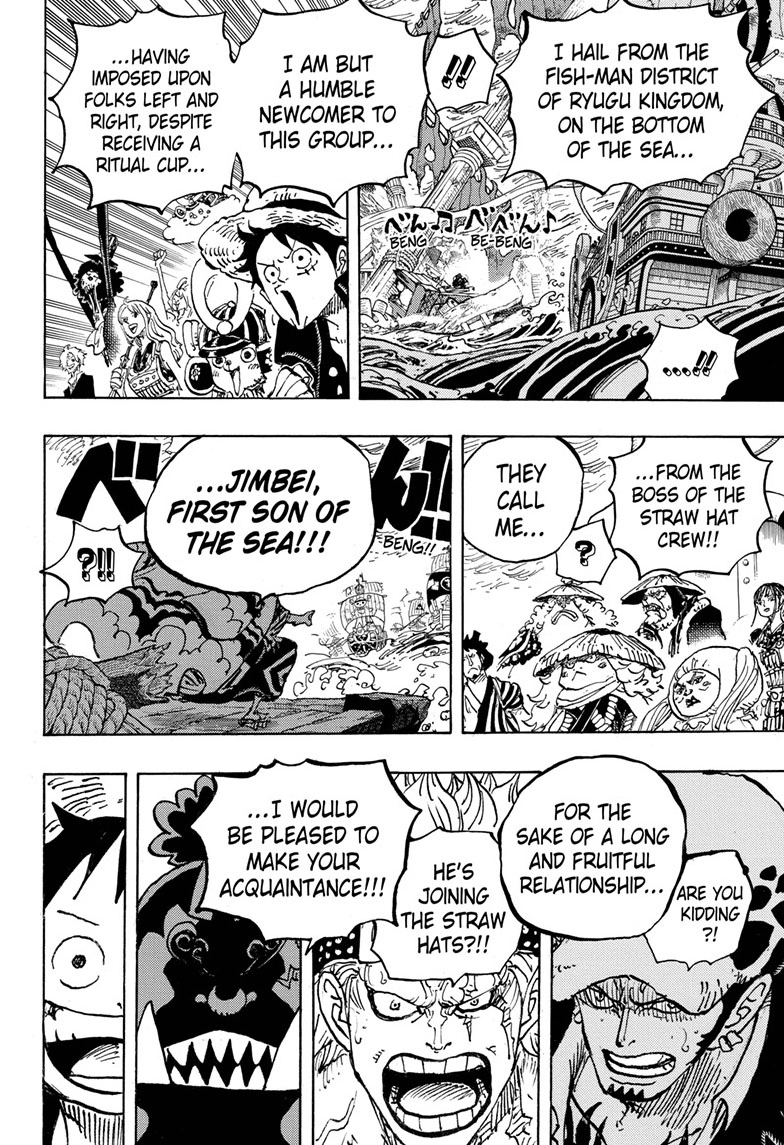 I HAIL FROM THE
FISH-MAN DISTRICT
OF RYUGU KINGDOM,
ON THE BOTTOM
OF THE SEA...
!!
べん♪
BENG
べべん♪
BE-BENG
....!!
I AM BUT
A HUMBLE
NEWCOMER TO
THIS GROUP...
...HAVING
IMPOSED UPON
FOLKS LEFT AND
RIGHT, DESPITE
RECEIVING A
RITUAL CUP...
...FROM THE
BOSS OF THE
STRAW HAT
CREW!!
?
THEY
CALL
ME...
べん!!
BENG!!
...JIMBEI,
FIRST SON OF
THE SEA!!!
?!!
FOR THE
SAKE OF A LONG
AND FRUITFUL
RELATIONSHIP...
ARE YOU
KIDDING
?!
HE'S
JOINING
THE STRAW
HATS?!!
...I WOULD
BE PLEASED TO
MAKE YOUR
ACQUAINTANCE!!!